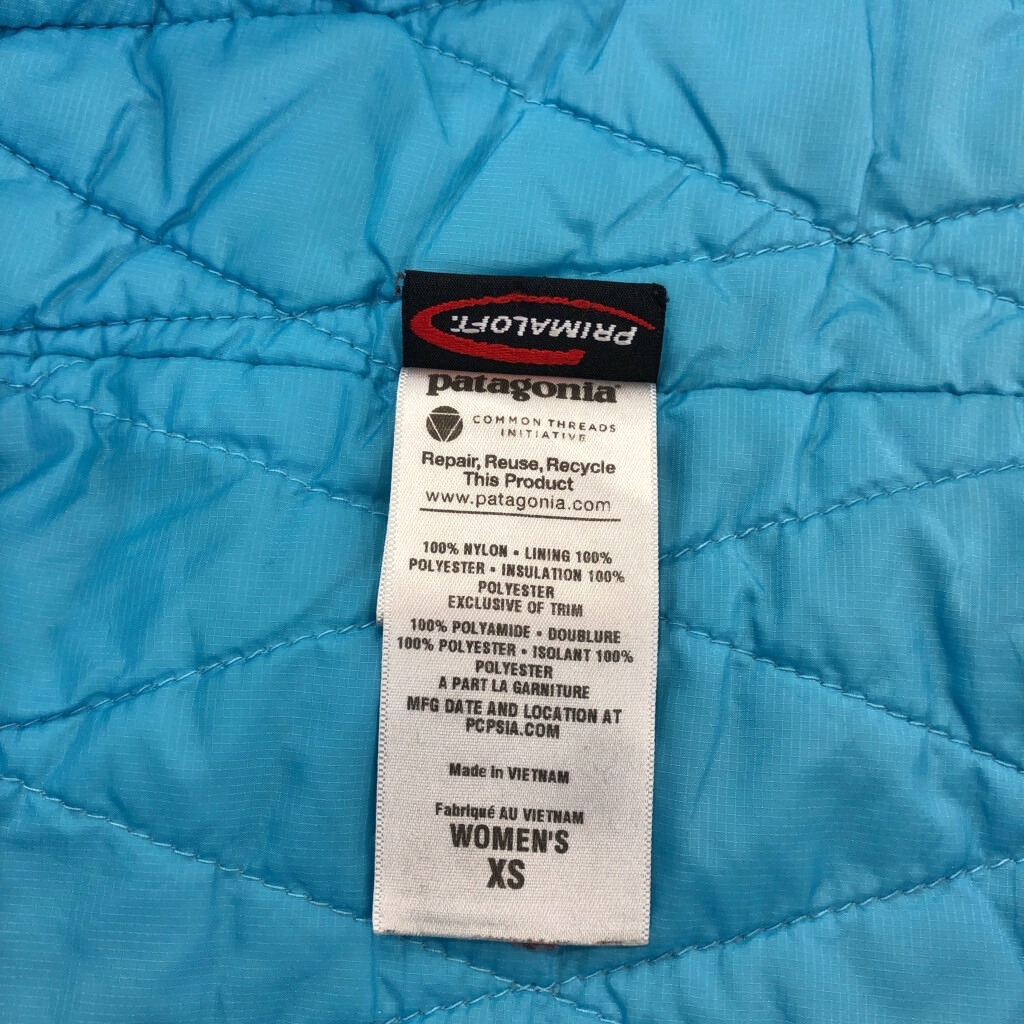 PRIMALOFT.
patagonia®
COMMON THREADS
INITIATIVE
Repair, Reuse, Recycle
This Product
www.patagonia.com
100% NYLON • LINING 100%
POLYESTER • INSULATION 100%
POLYESTER
EXCLUSIVE OF TRIM
100% POLYAMIDE • DOUBLURE
100% POLYESTER • ISOLANT 100%
POLYESTER
A PART LA GARNITURE
MFG DATE AND LOCATION AT
PCPSIA.COM
Made in VIETNAM
Fabriqué AU VIETNAM
WOMEN'S
XS